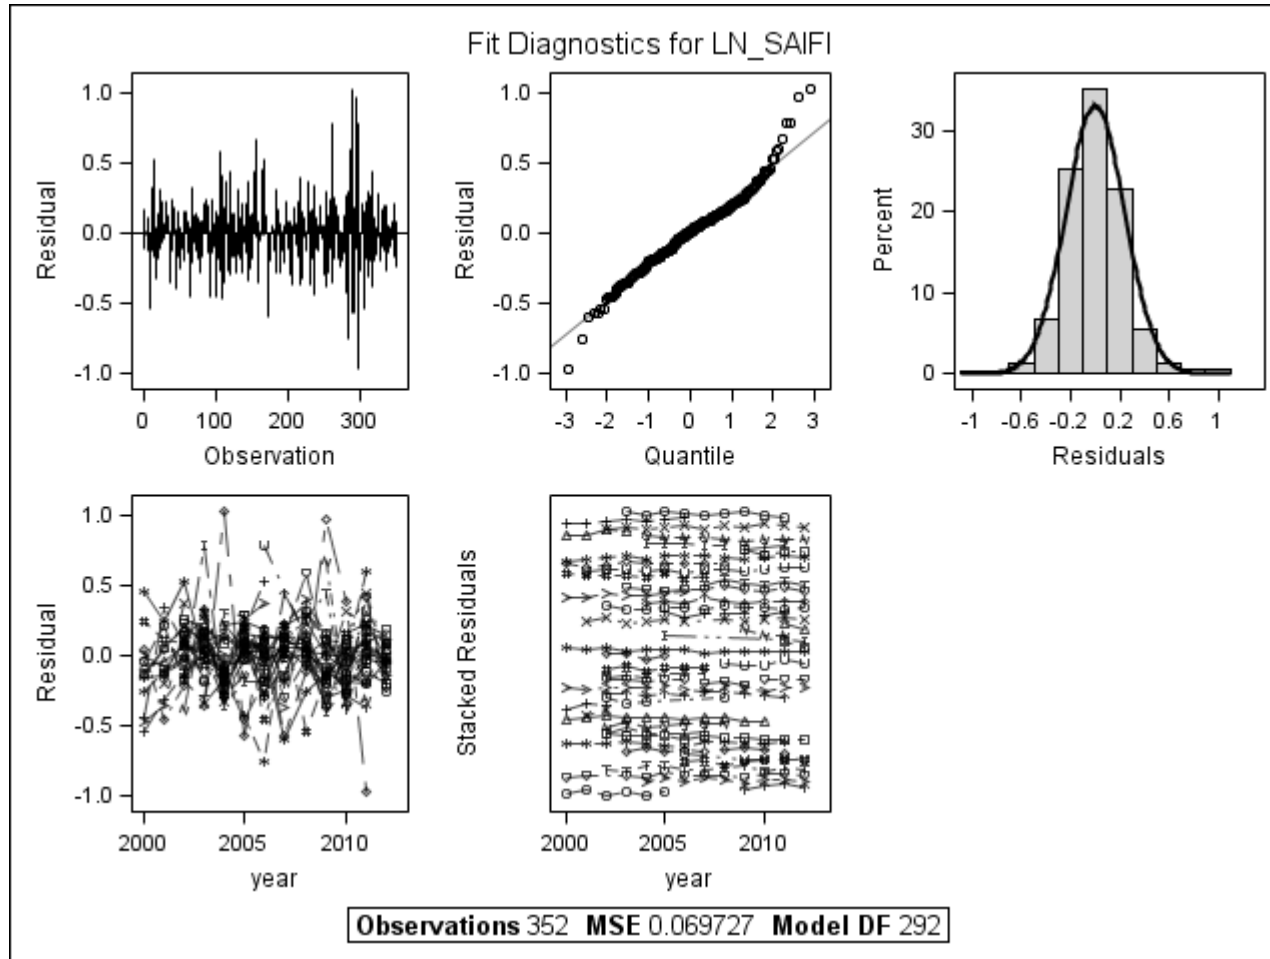 Fit Diagnostics for LN_SAIFI
1.0
0.5
0.0
-0.5
-1.0
Residual
0 100 200 300
Observation
1.0
0.5
0.0
-0.5
-1.0
Residual
-3 -2 -1 0 1 2 3
Quantile
30
20
10
0
Percent
-1 -0.6 -0.2 0.2 0.6 1
Residuals
1.0
0.5
0.0
-0.5
-1.0
Residual
2000 2005 2010
year
Stacked Residuals
2000 2005 2010
year
Observations 352 MSE 0.069727 Model DF 292